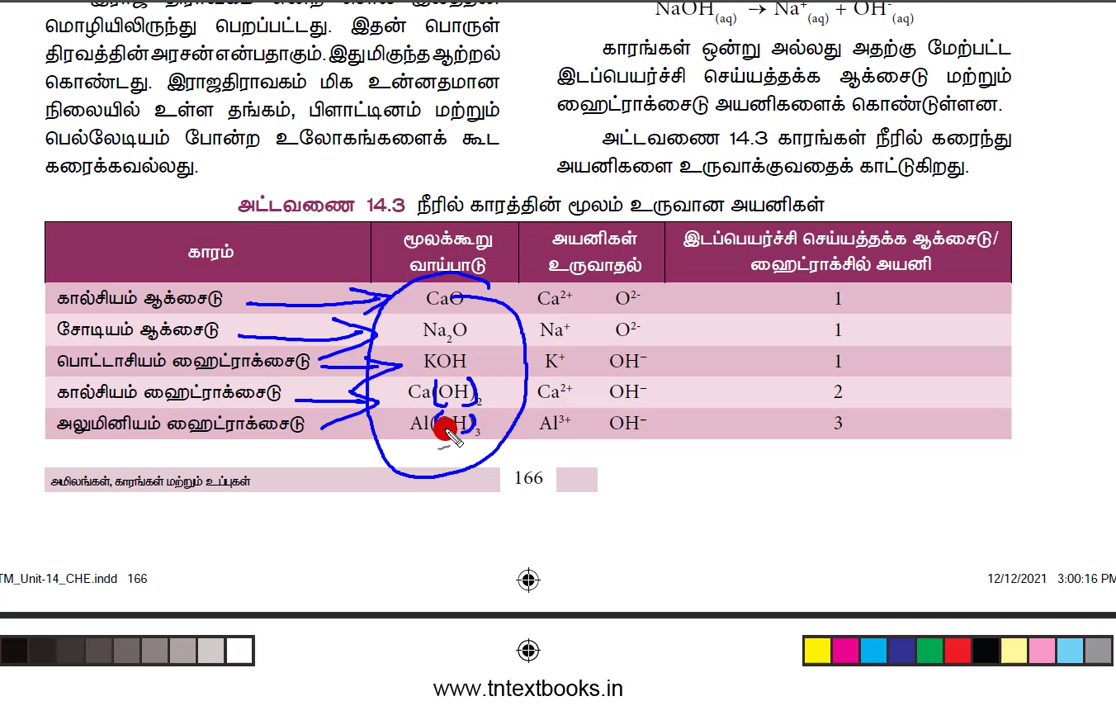 மொழியிலிருந்து பெறப்பட்டது. இதன் பொருள்
திரவத்தின் அரசன் என்பதாகும். இது மிகுந்த ஆற்றல்
கொண்டது. இராஜதிராவகம் மிக உன்னதமான
நிலையில் உள்ள தங்கம், பிளாட்டினம் மற்றும்
பெல்லேடியம் போன்ற உலோகங்களைக் கூட
கரைக்கவல்லது.
NaOH(aq) → Na⁺(aq) + OH⁻(aq)
காரங்கள் ஒன்று அல்லது அதற்கு மேற்பட்ட
இடப்பெயர்ச்சி செய்யத்தக்க ஆக்சைடு மற்றும்
ஹைட்ராக்சைடு அயனிகளைக் கொண்டுள்ளன.
அட்டவணை 14.3 காரங்கள் நீரில் கரைந்து
அயனிகளை உருவாக்குவதைக் காட்டுகிறது.
அட்டவணை 14.3 நீரில் காரத்தின் மூலம் உருவான அயனிகள்
காரம் மூலக்கூறு வாய்பாடு அயனிகள் உருவாதல் இடப்பெயர்ச்சி செய்யத்தக்க ஆக்சைடு/ ஹைட்ராக்சில் அயனி
கால்சியம் ஆக்சைடு CaO Ca²⁺ O²⁻ 1
சோடியம் ஆக்சைடு Na₂O Na⁺ O²⁻ 1
பொட்டாசியம் ஹைட்ராக்சைடு KOH K⁺ OH⁻ 1
கால்சியம் ஹைட்ராக்சைடு Ca(OH)₂ Ca²⁺ OH⁻ 2
அலுமினியம் ஹைட்ராக்சைடு Al( H)₃ Al³⁺ OH⁻ 3
அமிலங்கள், காரங்கள் மற்றும் உப்புகள் 166
TM_Unit-14_CHE.indd 166 12/12/2021 3:00:16 PM
www.tntextbooks.in